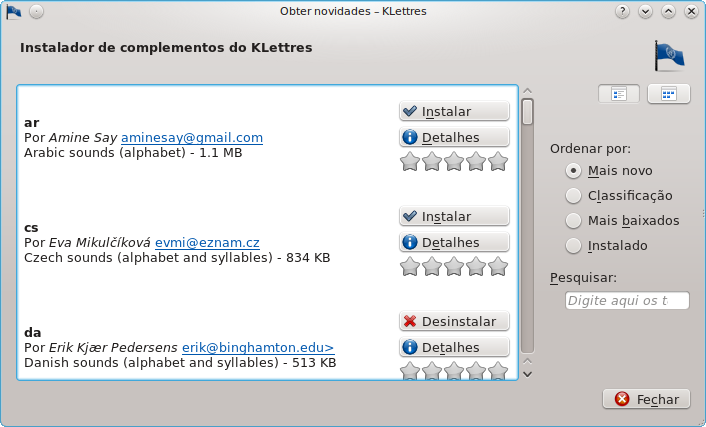 Obter novidades – KLettres
Instalador de complementos do KLettres
ar
Por Amine Say aminesay@gmail.com
Arabic sounds (alphabet) - 1.1 MB
Instalar
Detalhes
cs
Por Eva Mikulčíková evmi@eznam.cz
Czech sounds (alphabet and syllables) - 834 KB
Instalar
Detalhes
da
Por Erik Kjær Pedersens erik@binghamton.edu>
Danish sounds (alphabet and syllables) - 513 KB
Desinstalar
Detalhes
Ordenar por:
Mais novo
Classificação
Mais baixados
Instalado
Pesquisar:
Digite aqui os t
Fechar